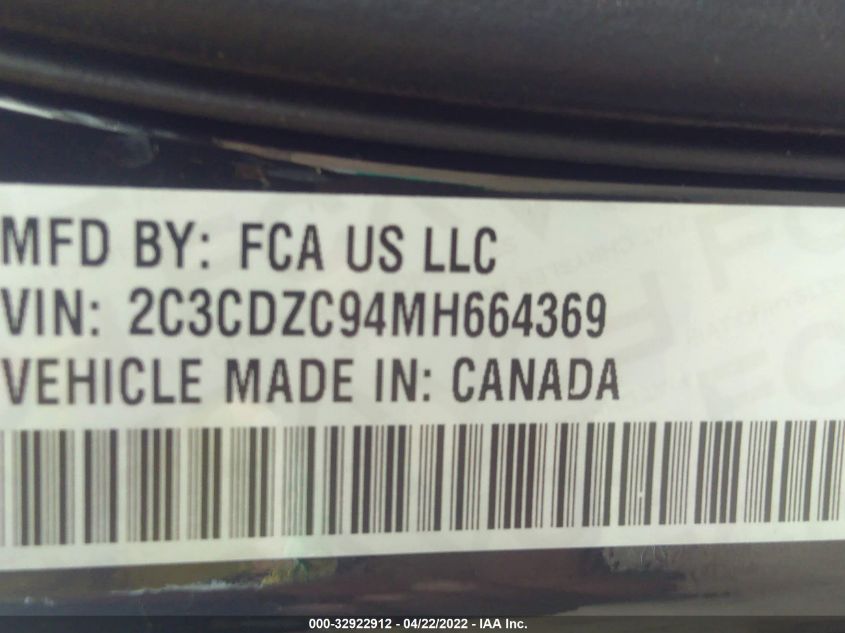 MFD BY: FCA US LLC
VIN: 2C3CDZC94MH664369
VEHICLE MADE IN: CANADA
000-32922912 - 04/22/2022 - IAA Inc.